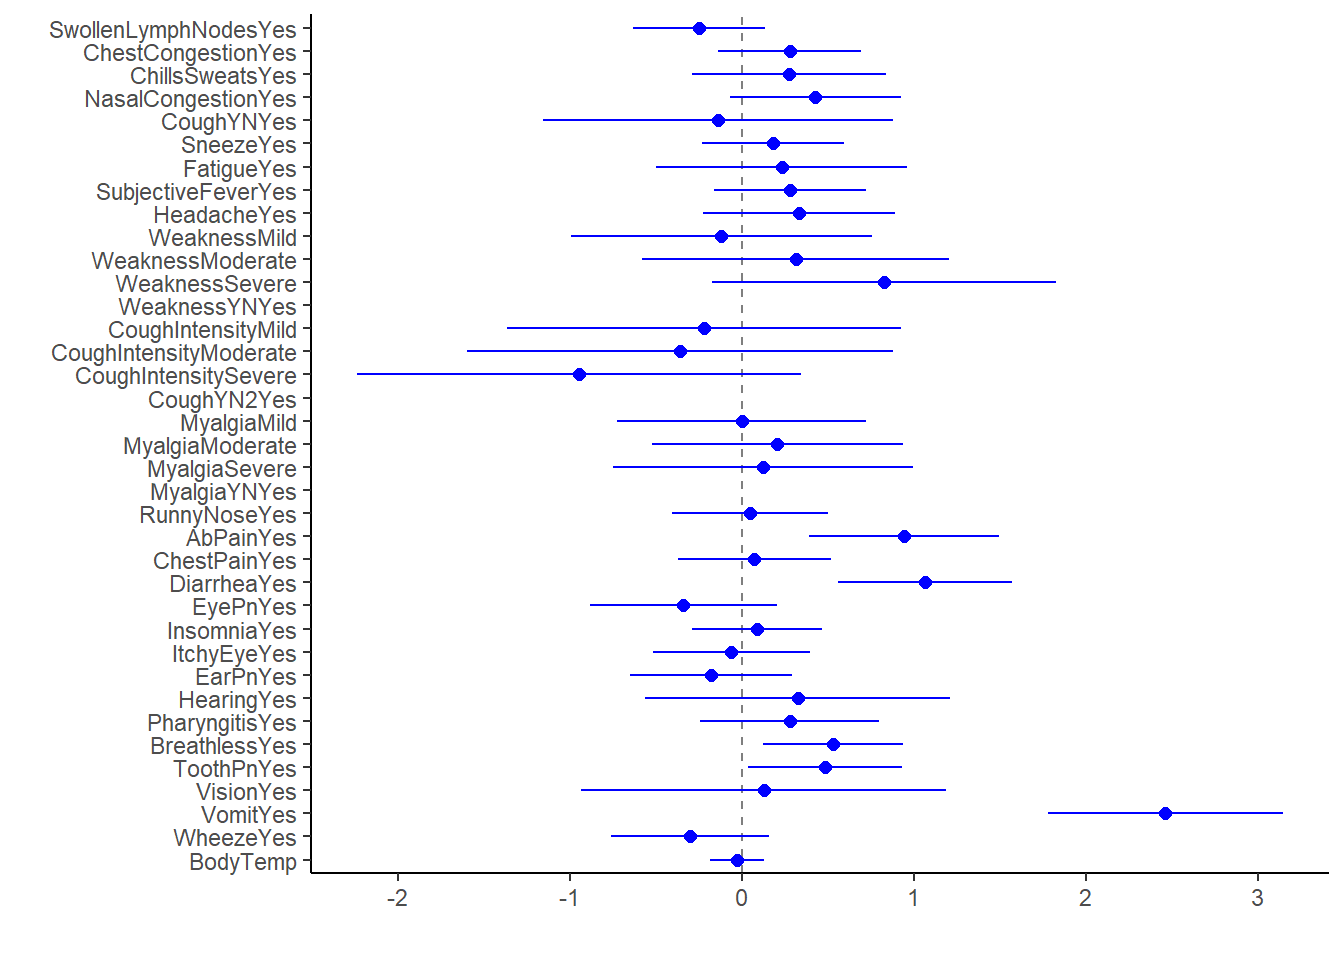 SwollenLymphNodesYes
ChestCongestionYes
ChillsSweatsYes
NasalCongestionYes
CoughYNYes
SneezeYes
FatigueYes
SubjectiveFeverYes
HeadacheYes
WeaknessMild
WeaknessModerate
WeaknessSevere
WeaknessYNYes
CoughIntensityMild
CoughIntensityModerate
CoughIntensitySevere
CoughYN2Yes
MyalgiaMild
MyalgiaModerate
MyalgiaSevere
MyalgiaYNYes
RunnyNoseYes
AbPainYes
ChestPainYes
DiarrheaYes
EyePnYes
InsomniaYes
ItchyEyeYes
EarPnYes
HearingYes
PharyngitisYes
BreathlessYes
ToothPnYes
VisionYes
VomitYes
WheezeYes
BodyTemp
-2 -1 0 1 2 3